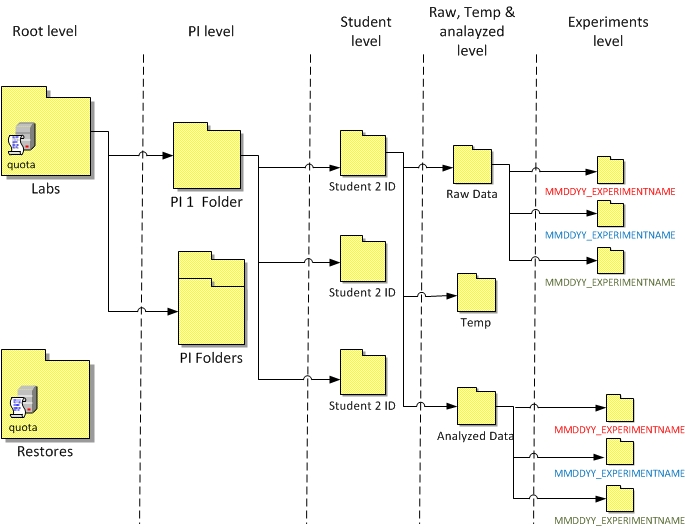 Root level
PI level
Student
level
Raw, Temp &
analayzed
level
Experiments
level
quota
Labs
PI 1  Folder
Student 2 ID
Raw Data
MMDDYY_EXPERIMENTNAME
MMDDYY_EXPERIMENTNAME
MMDDYY_EXPERIMENTNAME
Student 2 ID
Temp
PI Folders
Student 2 ID
quota
Restores
Analyzed Data
MMDDYY_EXPERIMENTNAME
MMDDYY_EXPERIMENTNAME
MMDDYY_EXPERIMENTNAME